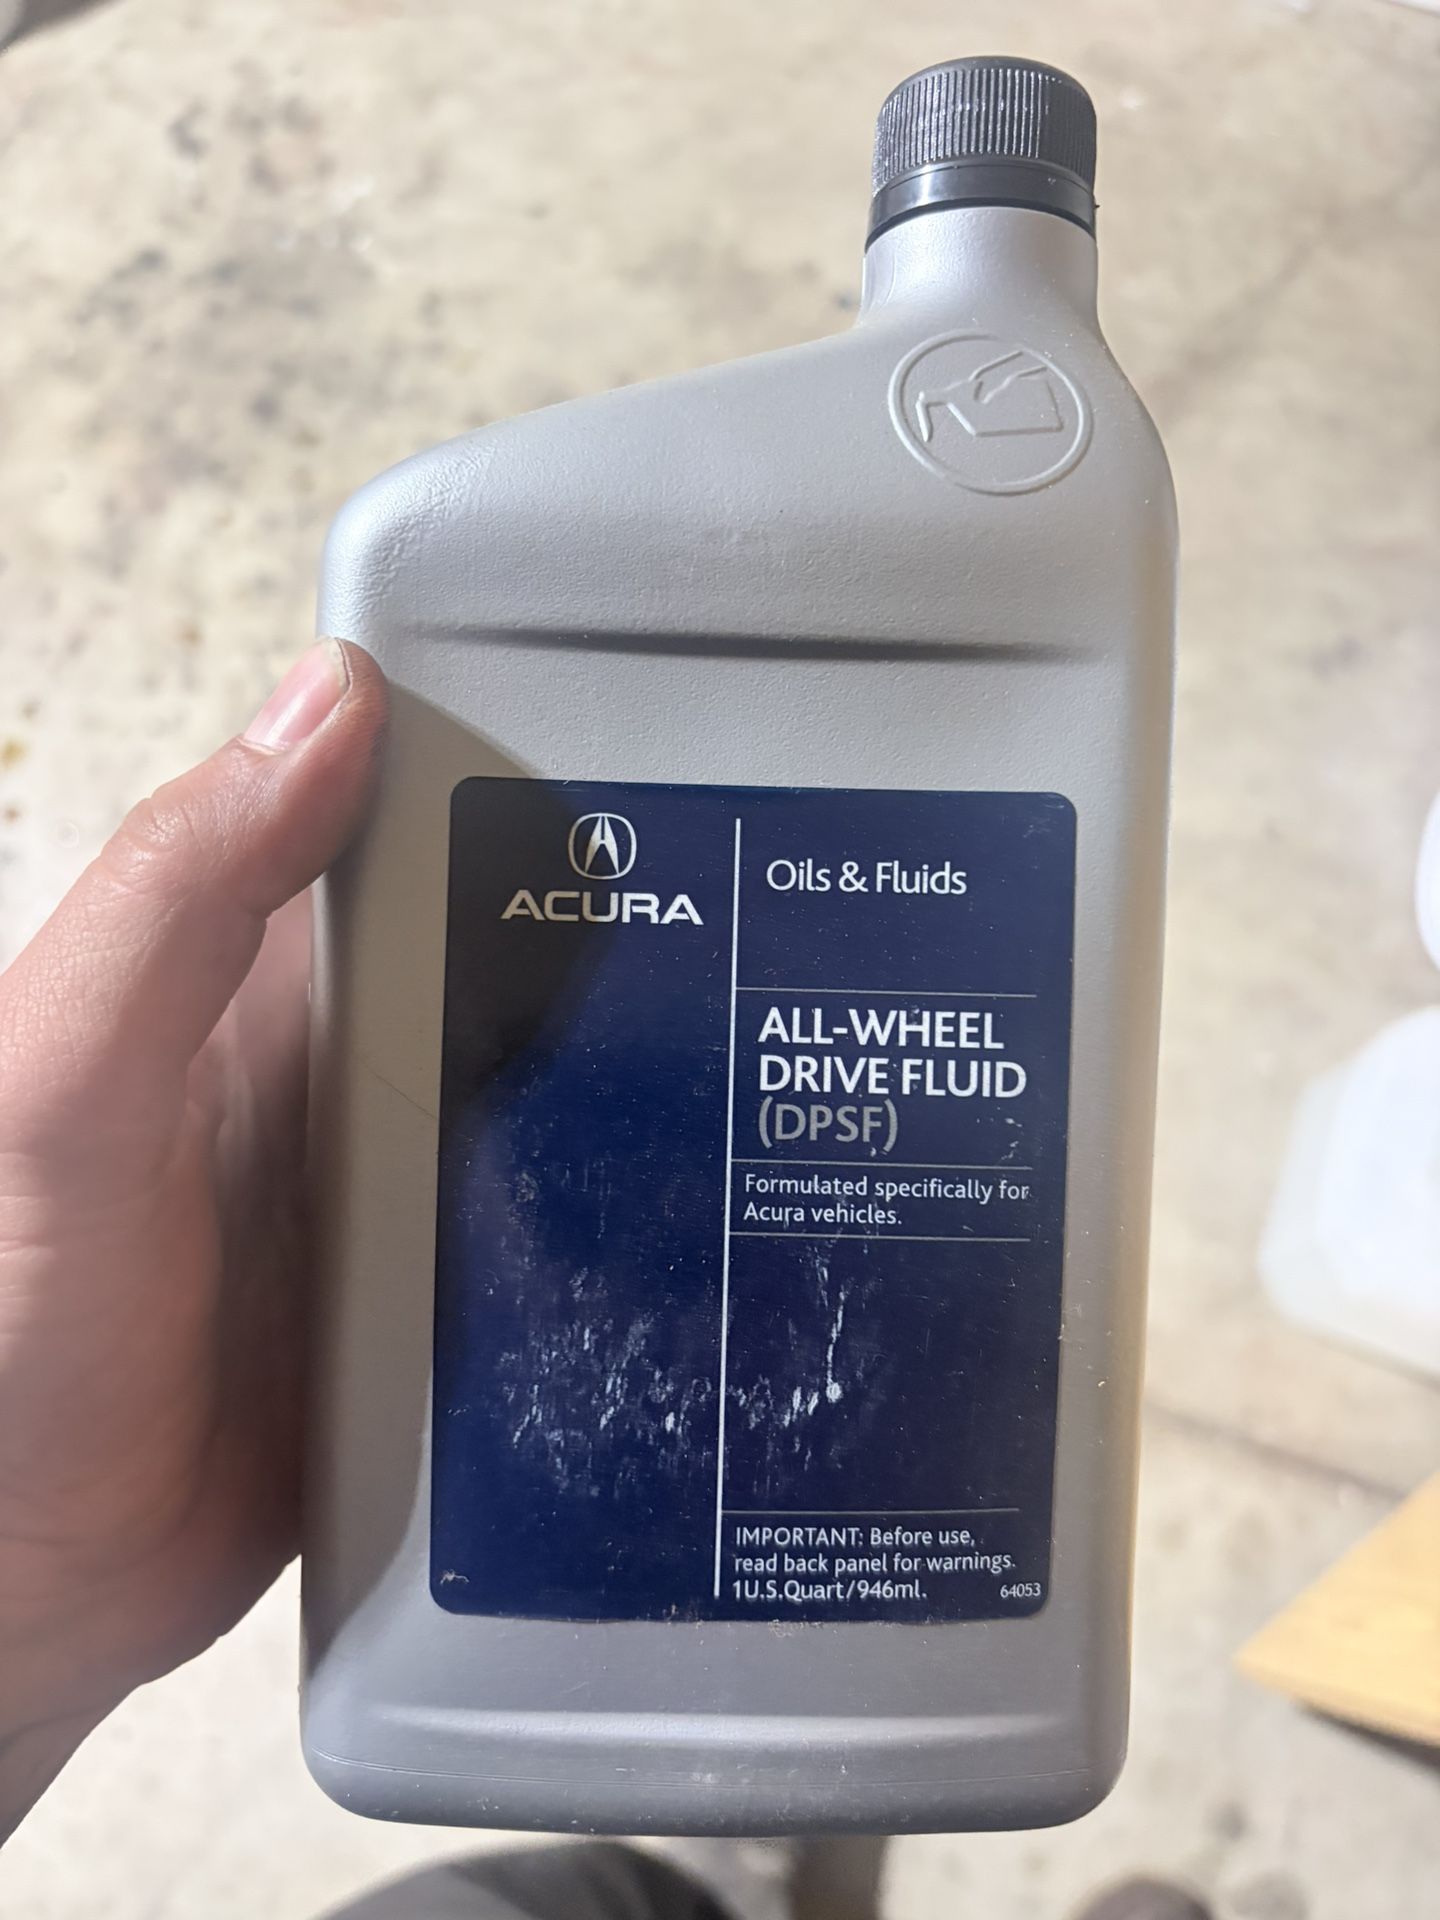 ACURA
Oils & Fluids
ALL-WHEEL
DRIVE FLUID
(DPSF)
Formulated specifically for
Acura vehicles.
IMPORTANT: Before use,
read back panel for warnings.
1U.S.Quart/946ml.
64053